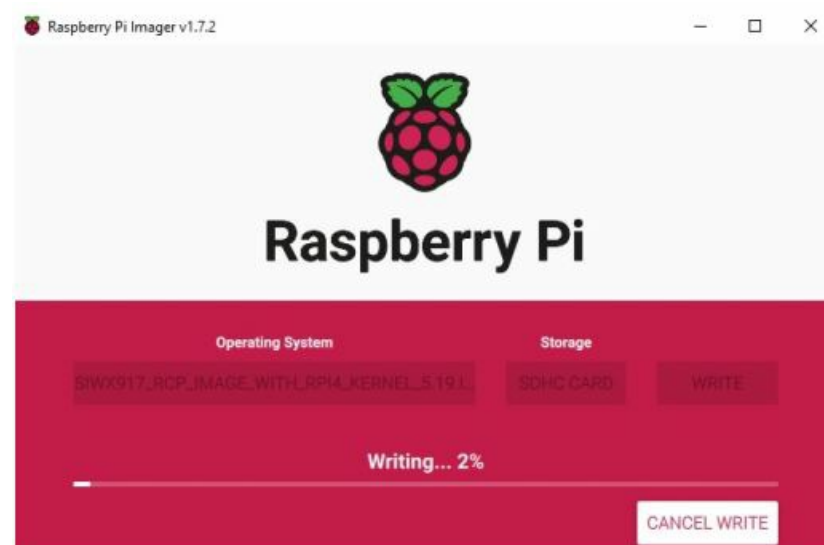 Raspberry Pi Imager v1.7.2
Raspberry Pi
Operating System Storage
SIWX917_RCP_IMAGE_WITH_RPI4_KERNEL_5.19.I... SDHC CARD WRITE
Writing... 2%
CANCEL WRITE